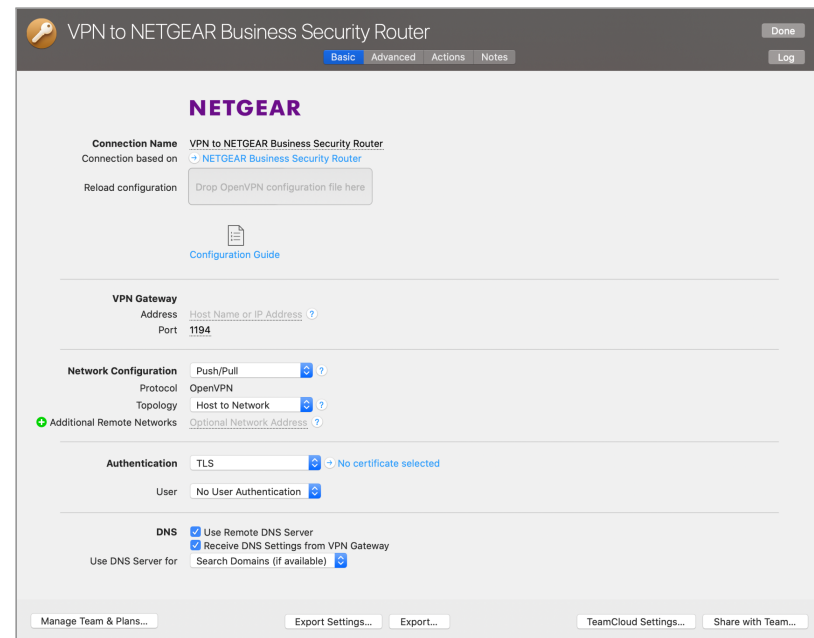 VPN to NETGEAR Business Security Router
Done
Basic Advanced Actions Notes
Log
NETGEAR
Connection Name VPN to NETGEAR Business Security Router
Connection based on NETGEAR Business Security Router
Reload configuration Drop OpenVPN configuration file here
Configuration Guide
VPN Gateway
Address Host Name or IP Address ?
Port 1194
Network Configuration Push/Pull ?
Protocol OpenVPN
Topology Host to Network ?
Additional Remote Networks Optional Network Address ?
Authentication TLS No certificate selected
User No User Authentication
DNS Use Remote DNS Server
Receive DNS Settings from VPN Gateway
Use DNS Server for Search Domains (if available)
Manage Team & Plans... Export Settings... Export... TeamCloud Settings... Share with Team...